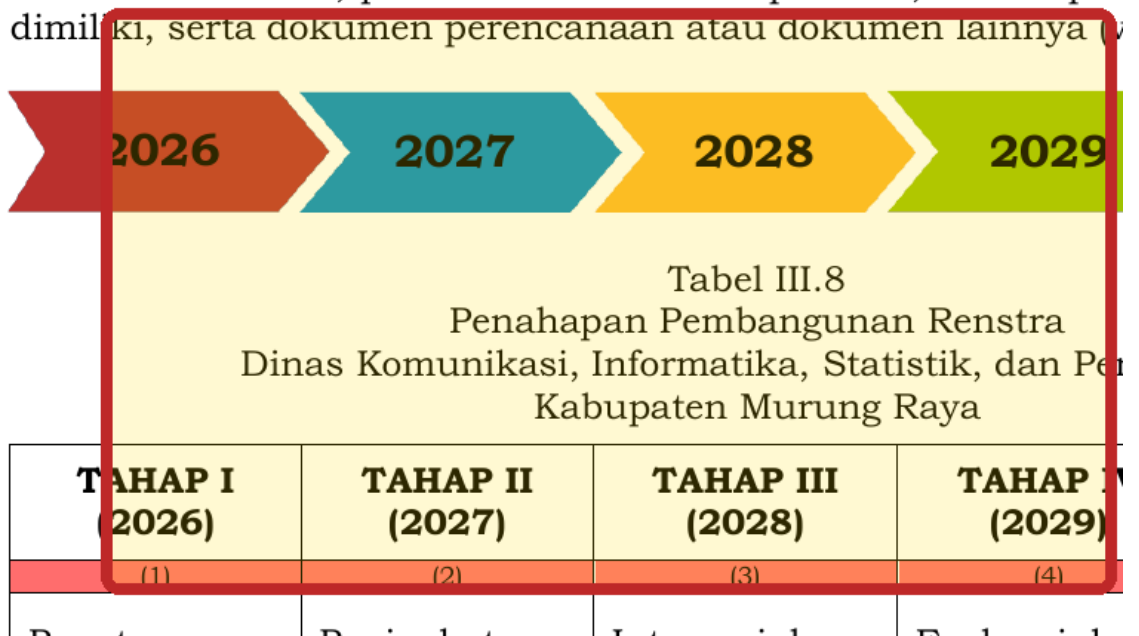 dimiliki, serta dokumen perencanaan atau dokumen lainnya
2026 2027 2028 2029
Tabel III.8
Penahapan Pembangunan Renstra
Dinas Komunikasi, Informatika, Statistik, dan
Kabupaten Murung Raya
TAHAP I TAHAP II TAHAP III TAHAP
(2026) (2027) (2028) (2029)
(1) (2) (3) (4)